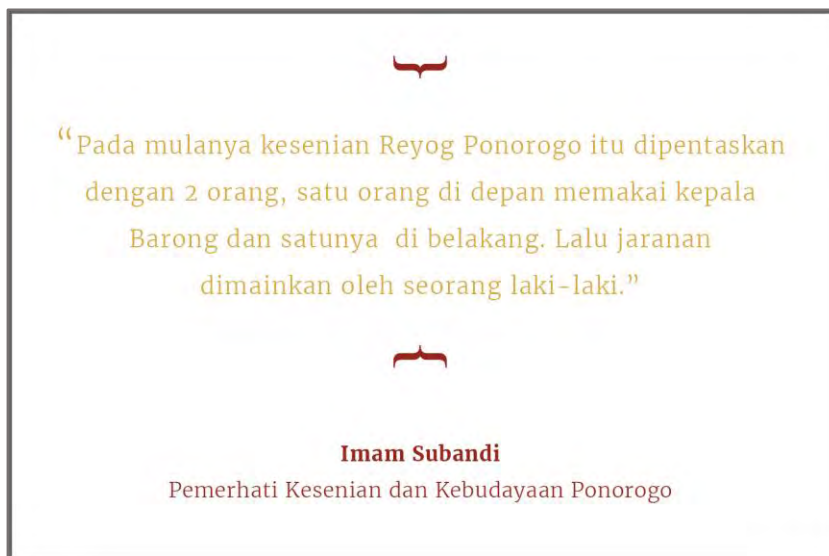 “Pada mulanya kesenian Reyog Ponorogo itu dipentaskan
dengan 2 orang, satu orang di depan memakai kepala
Barong dan satunya di belakang. Lalu jaranan
dimainkan oleh seorang laki-laki.”
Imam Subandi
Pemerhati Kesenian dan Kebudayaan Ponorogo